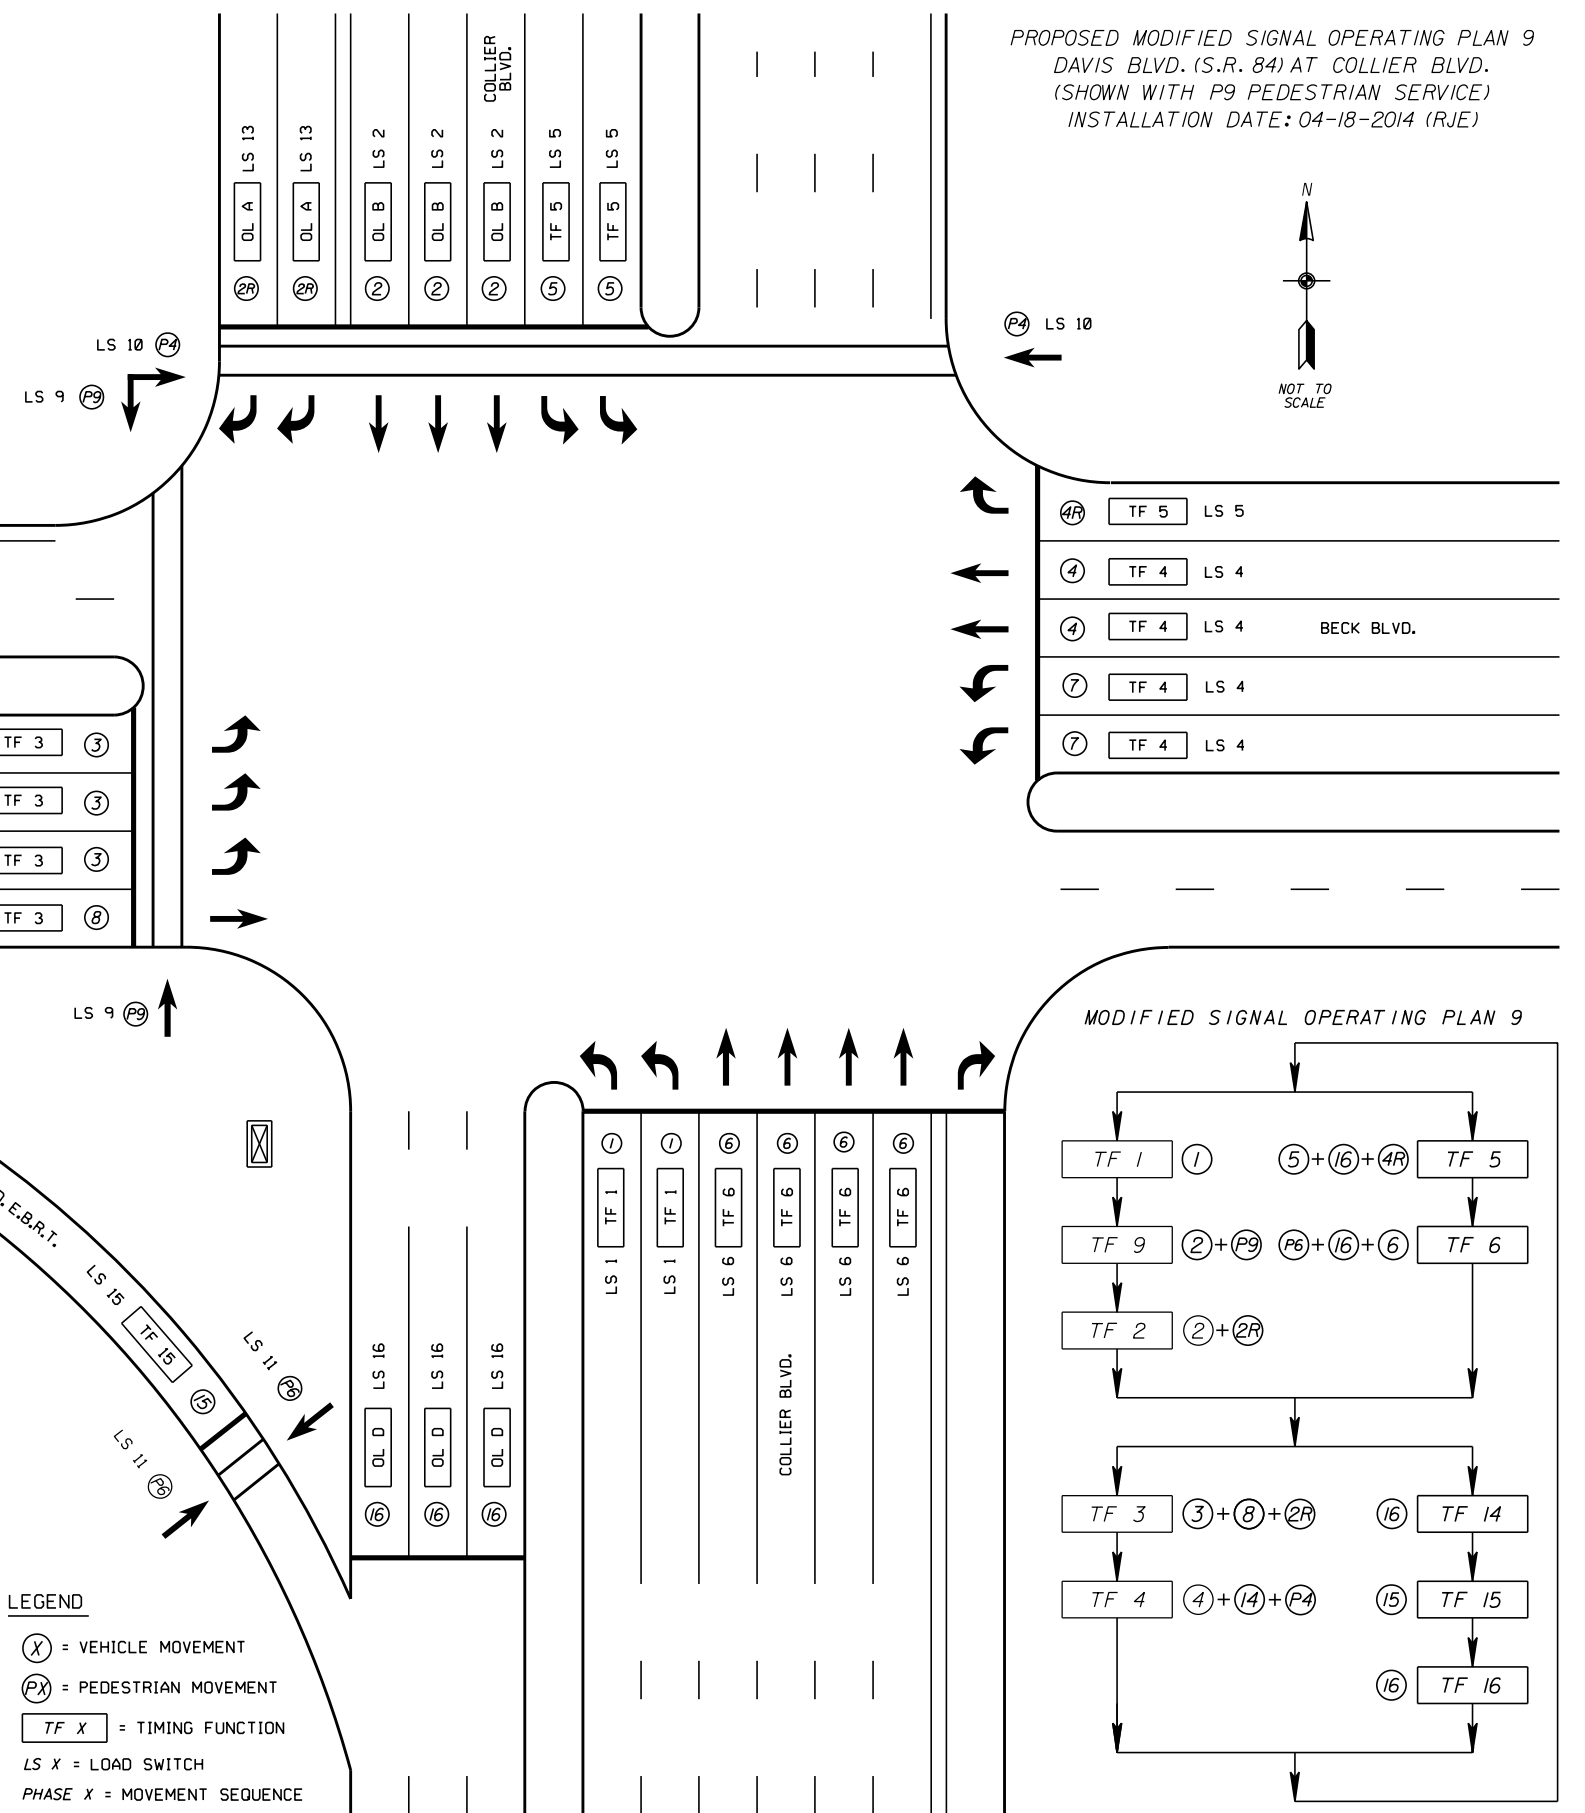 PROPOSED MODIFIED SIGNAL OPERATING PLAN 9
DAVIS BLVD. (S.R. 84) AT COLLIER BLVD.
(SHOWN WITH P9 PEDESTRIAN SERVICE)
INSTALLATION DATE: 04-18-2014 (RJE)
N
NOT TO
SCALE
COLLIER
BLVD.
LS 13
LS 13
LS 2
LS 2
LS 2
LS 5
LS 5
OL A
OL A
OL B
OL B
OL B
TF 5
TF 5
2R
2R
2
2
2
5
5
LS 10 P4
LS 9 P9
P4 LS 10
4R TF 5 LS 5
4 TF 4 LS 4
4 TF 4 LS 4 BECK BLVD.
7 TF 4 LS 4
7 TF 4 LS 4
TF 3 3
TF 3 3
TF 3 3
TF 3 8
LS 9 P9
1
1
6
6
6
6
TF 1
TF 1
TF 6
TF 6
TF 6
TF 6
LS 1
LS 1
LS 6
LS 6
LS 6
LS 6
COLLIER BLVD.
E.B.R.T.
LS 15
TF 15
15
LS 11 P6
LS 11 P6
LS 16
LS 16
LS 16
OL D
OL D
OL D
16
16
16
MODIFIED SIGNAL OPERATING PLAN 9
TF 1 1 5+16+4R TF 5
TF 9 2+P9 P6+16+6 TF 6
TF 2 2+2R
TF 3 3+8+2R 16 TF 14
TF 4 4+14+P4 15 TF 15
16 TF 16
LEGEND
X = VEHICLE MOVEMENT
PX = PEDESTRIAN MOVEMENT
TF X = TIMING FUNCTION
LS X = LOAD SWITCH
PHASE X = MOVEMENT SEQUENCE